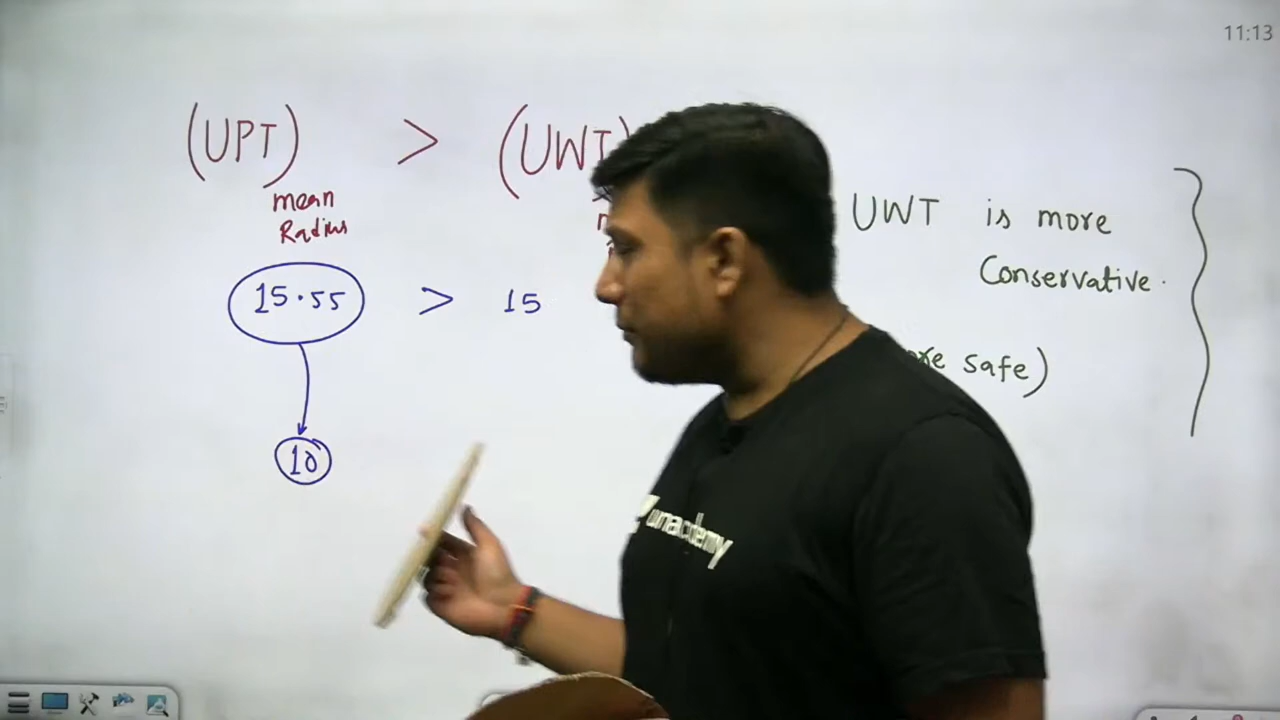 11:13
(UPT) > (UWT)
mean
Radius
15.55 > 15
10
UWT is more
Conservative.
safe)
unacademy